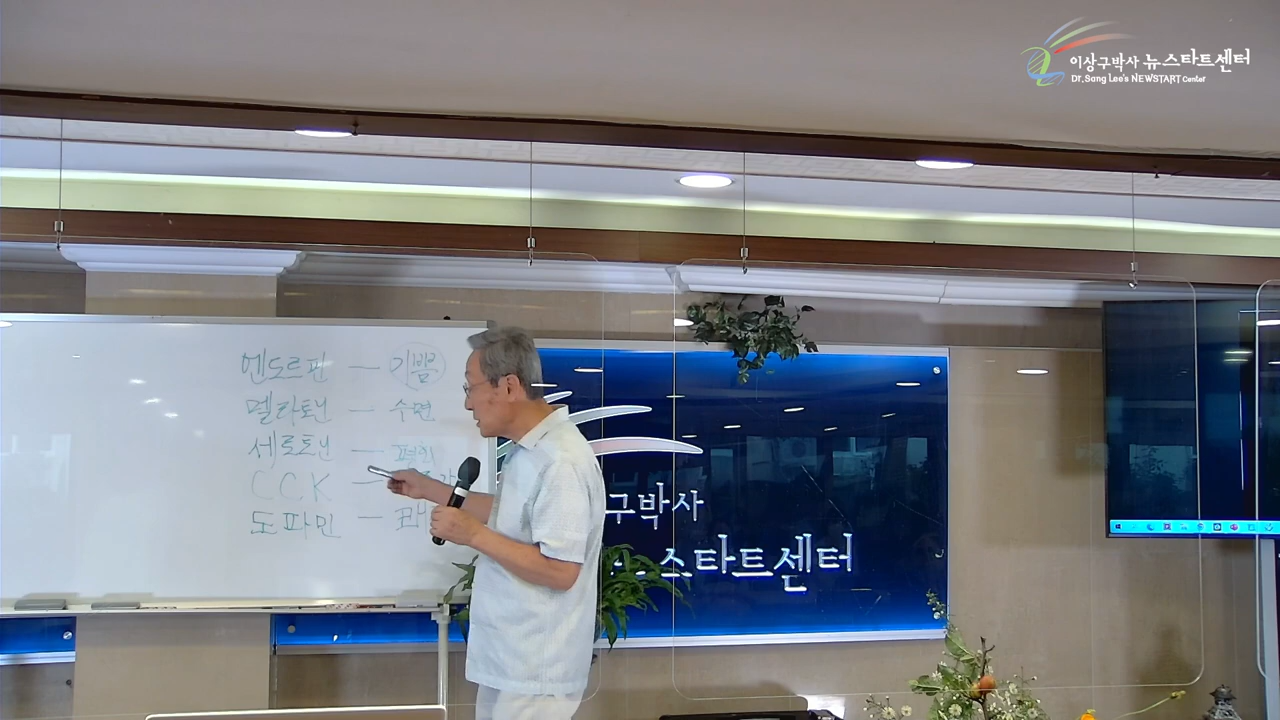 이상구박사 뉴스타트센터
Dr. Sang Lee's NEWSTART Center
엔도르핀 — 기쁨
멜라토닌 — 수면
세로토닌 — 평화
CCK —
도파민 —
구박사
스타트센터